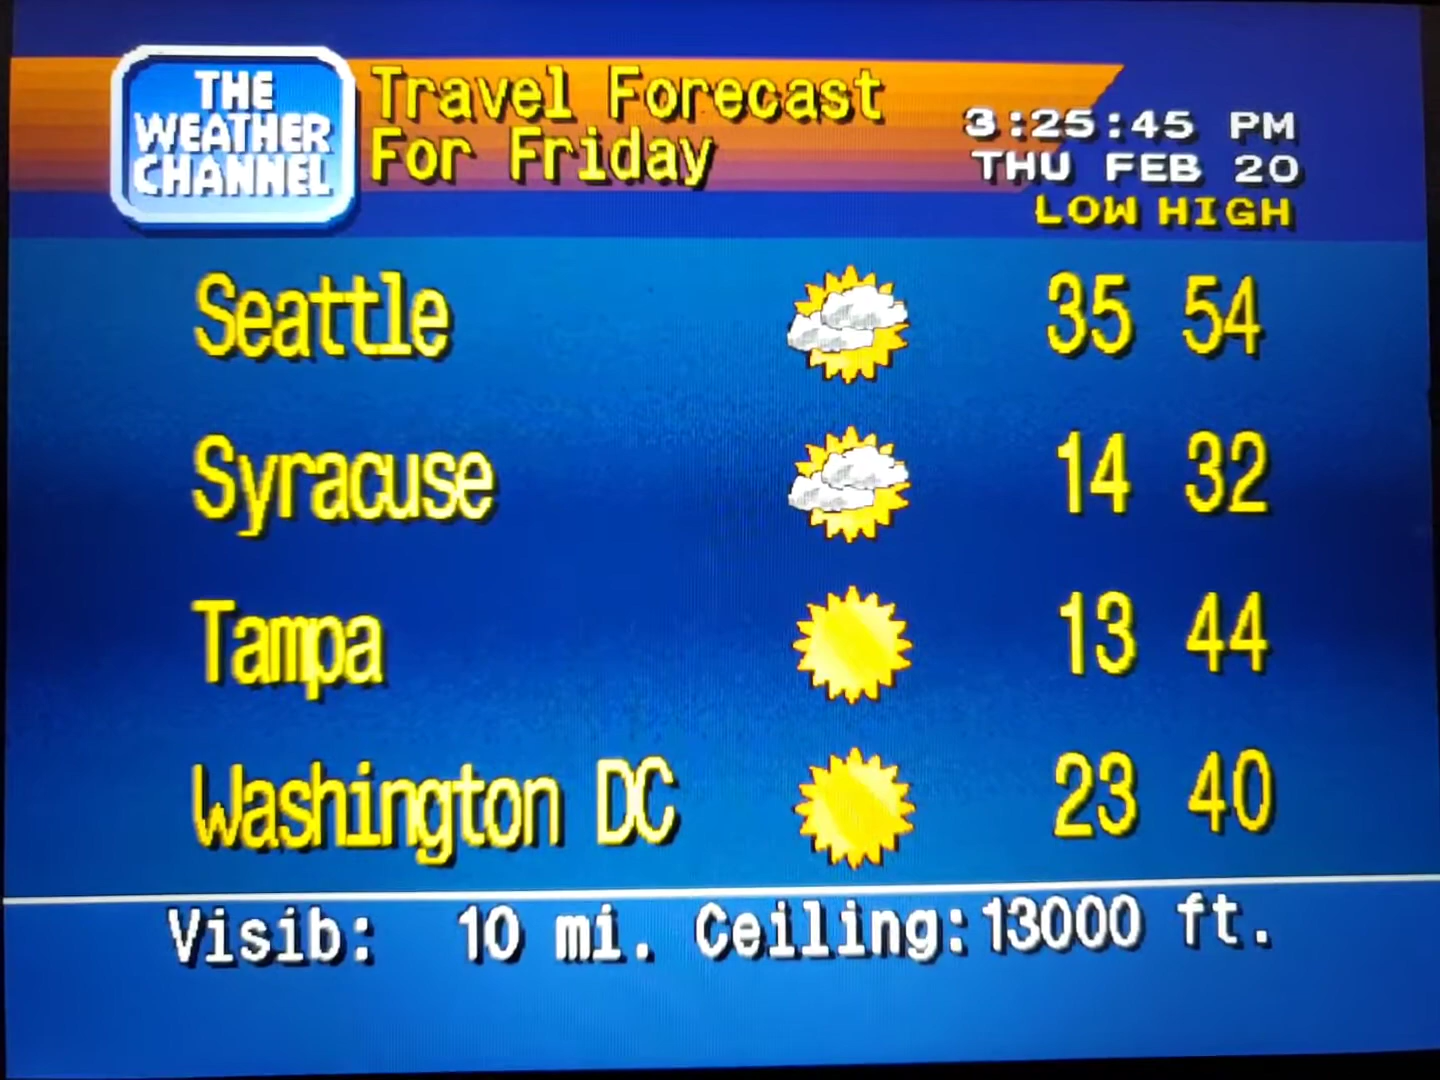 THE
WEATHER
CHANNEL
Travel Forecast
For Friday
3:25:45 PM
THU FEB 20
LOW HIGH
Seattle 35 54
Syracuse 14 32
Tampa 13 44
Washington DC 23 40
Visib: 10 mi. Ceiling:13000 ft.